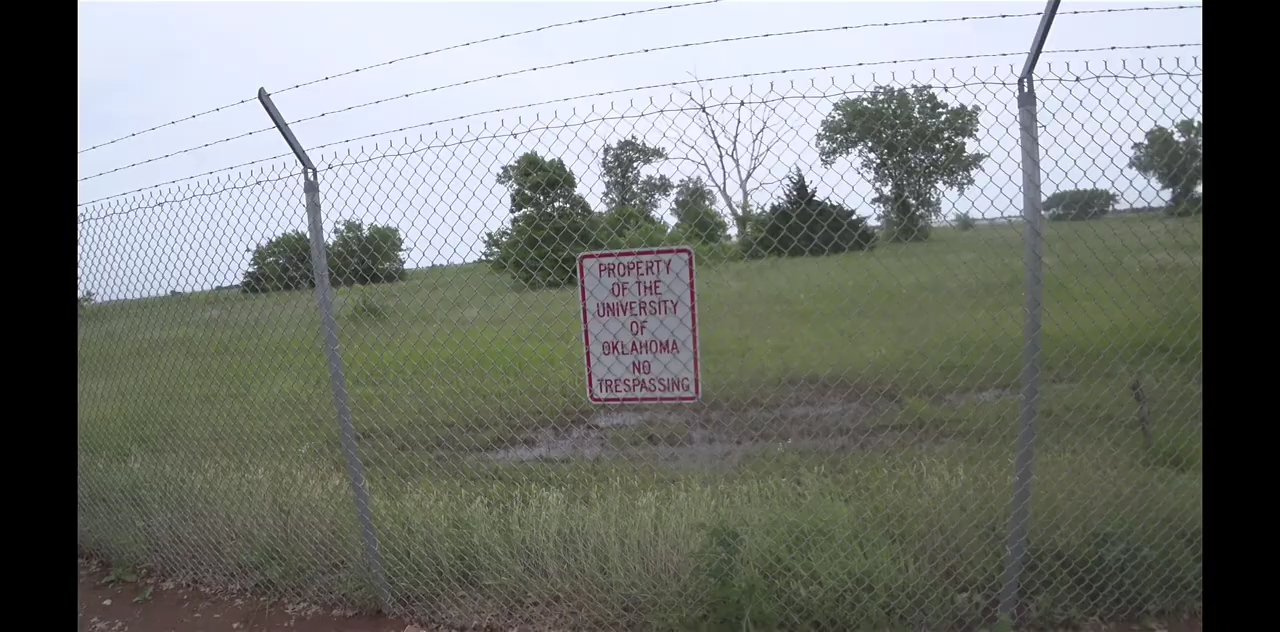 PROPERTY
OF THE
UNIVERSITY
OF
OKLAHOMA
NO
TRESPASSING